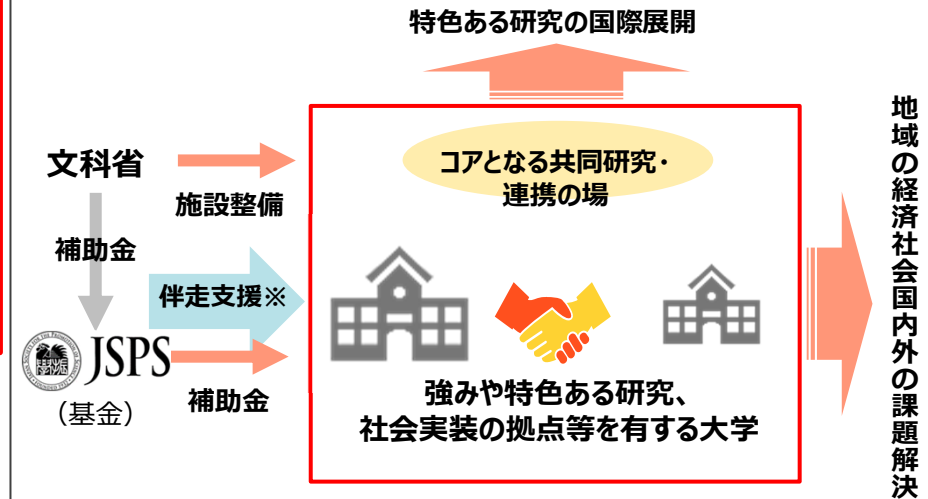 特色ある研究の国際展開
文科省
施設整備
補助金
コアとなる共同研究・
連携の場
伴走支援※
JSPS
(基金)
補助金
強みや特色ある研究、
社会実装の拠点等を有する大学
地域の経済社会国内外の課題解決